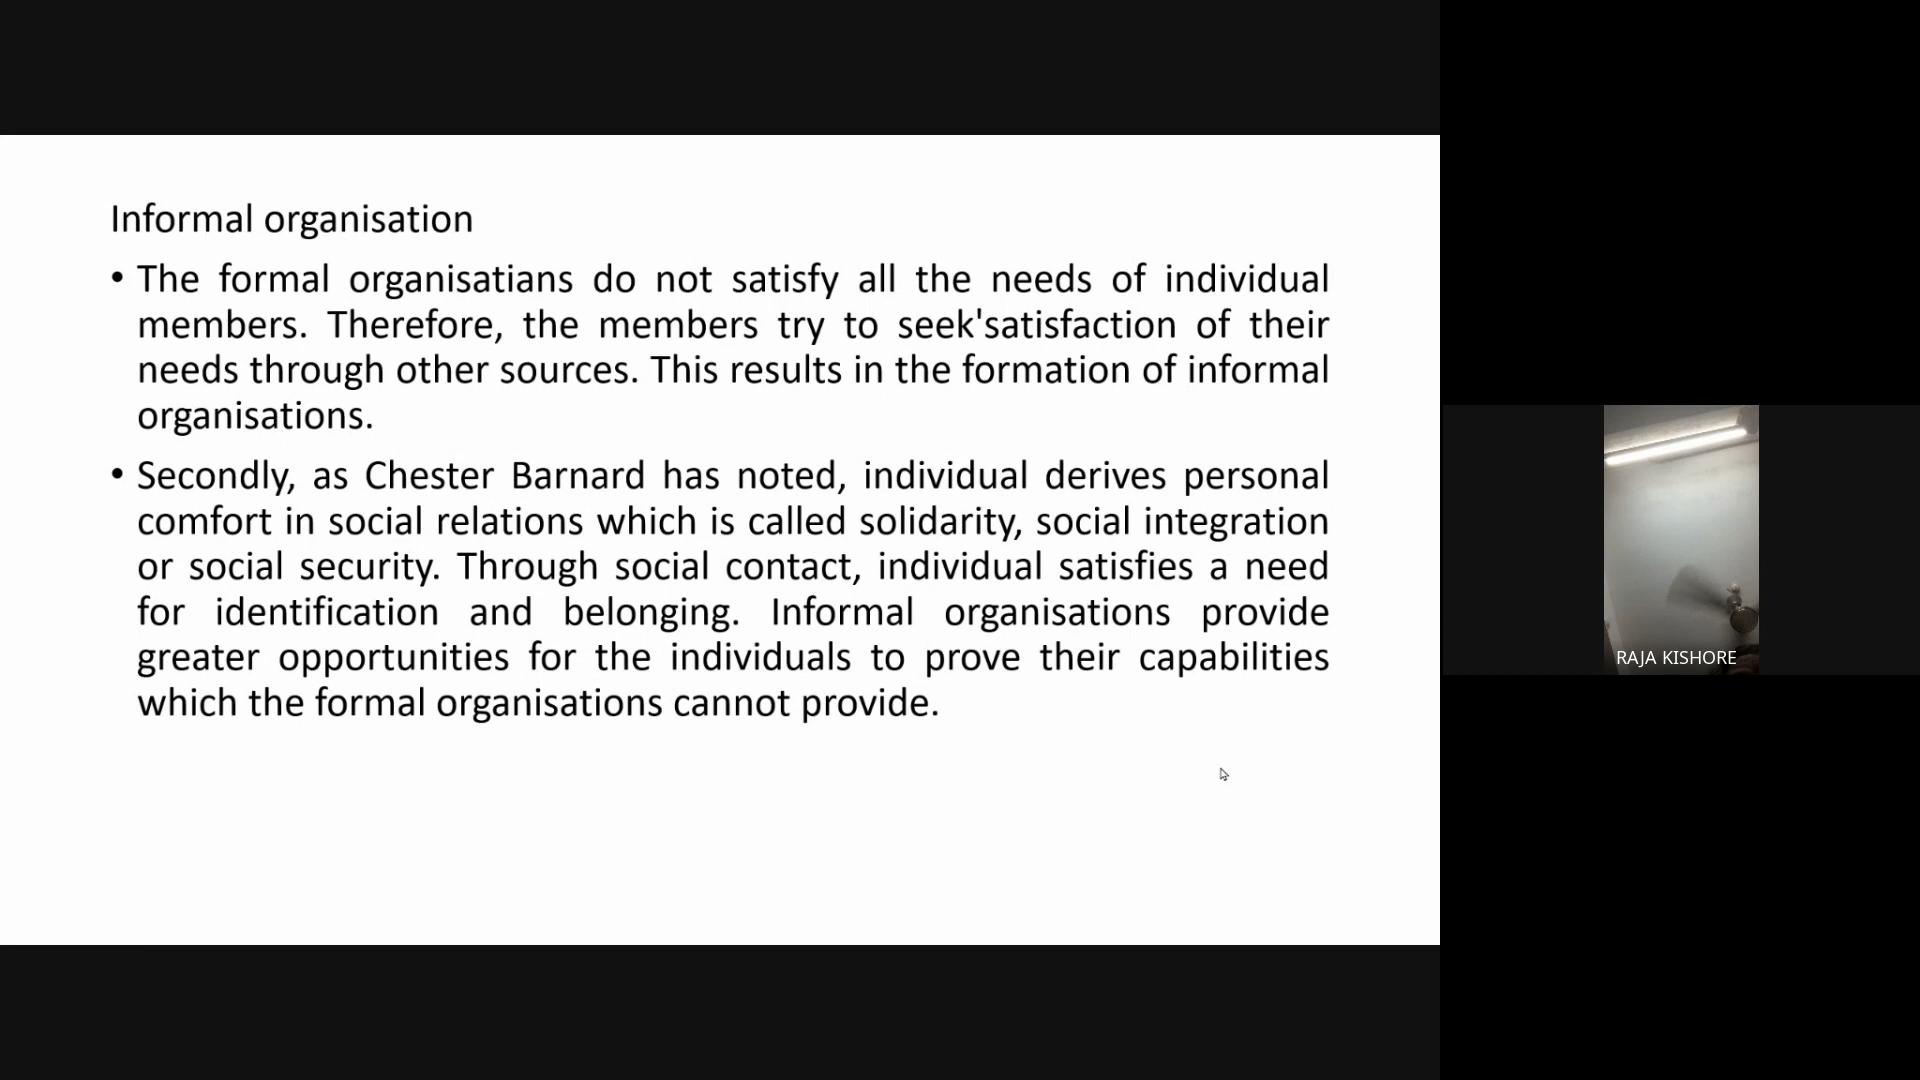 Informal organisation
• The formal organisatians do not satisfy all the needs of individual
members. Therefore, the members try to seek'satisfaction of their
needs through other sources. This results in the formation of informal
organisations.
• Secondly, as Chester Barnard has noted, individual derives personal
comfort in social relations which is called solidarity, social integration
or social security. Through social contact, individual satisfies a need
for identification and belonging. Informal organisations provide
greater opportunities for the individuals to prove their capabilities
which the formal organisations cannot provide.
RAJA KISHORE